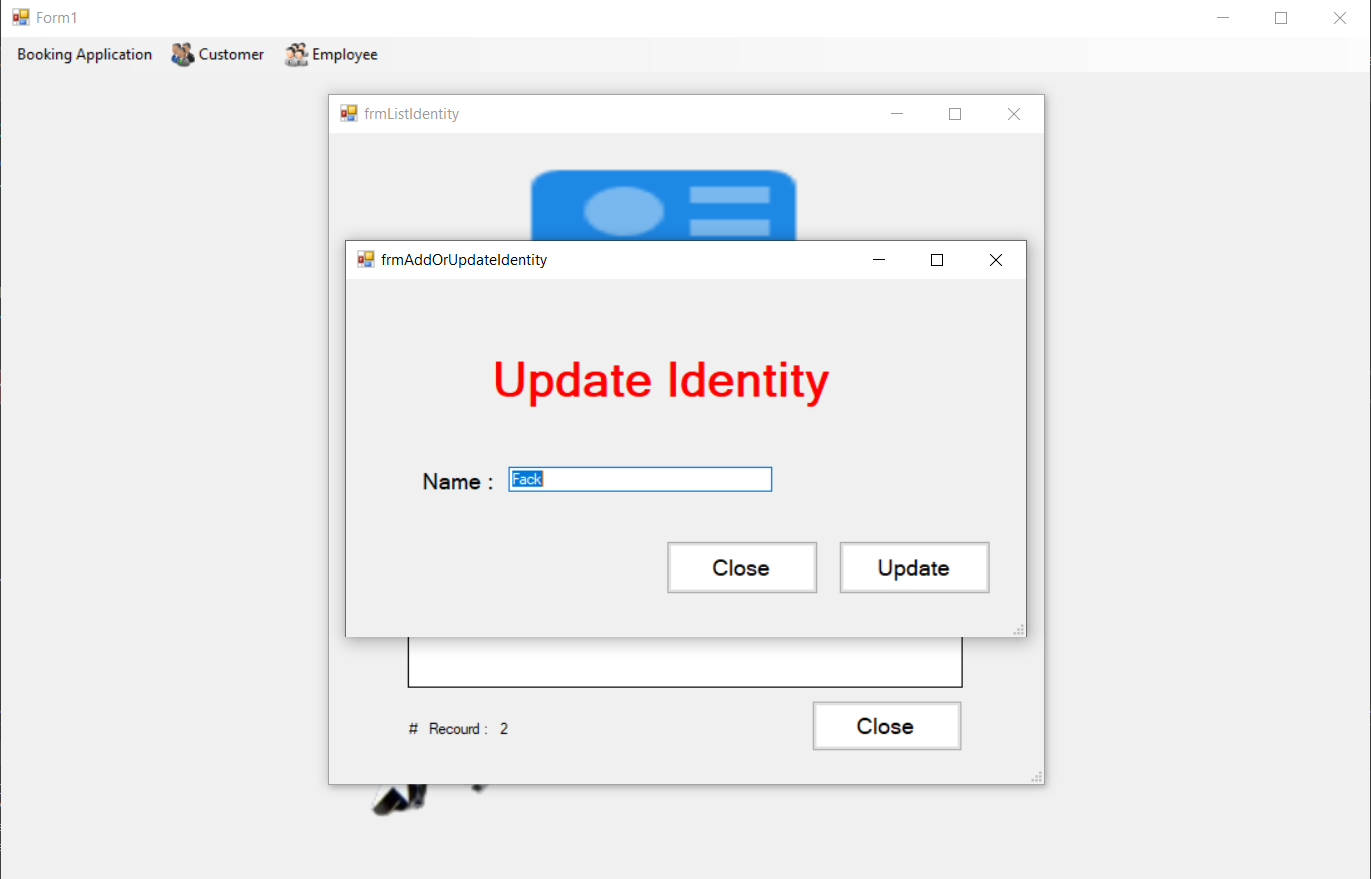 Form1
Booking Application Customer Employee
frmListIdentity
frmAddOrUpdateIdentity
Update Identity
Name : Fack
Close Update
# Recourd : 2
Close